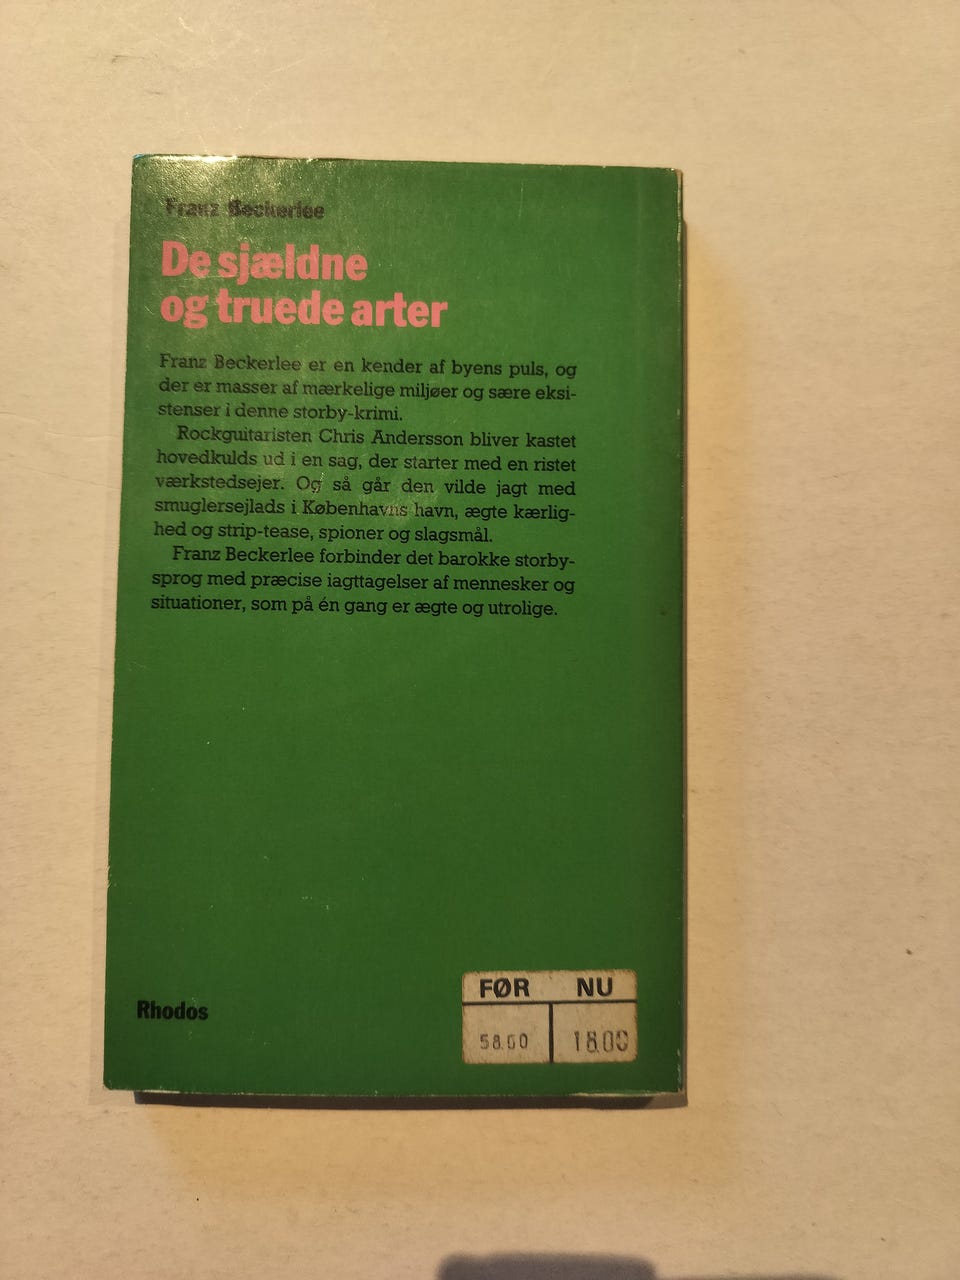 Franz Beckerlee
De sjældne
og truede arter
Franz Beckerlee er en kender af byens puls, og
der er masser af mærkelige miljøer og sære eksi-
stenser i denne storby-krimi.
Rockguitaristen Chris Andersson bliver kastet
hovedkulds ud i en sag, der starter med en ristet
værkstedsejer. Og så går den vilde jagt med
smuglersejlads i Københavns havn, ægte kærlig-
hed og strip-tease, spioner og slagsmål.
Franz Beckerlee forbinder det barokke storby-
sprog med præcise iagttagelser af mennesker og
situationer, som på én gang er ægte og utrolige.
Rhodos
FØR NU
58.00 18.00